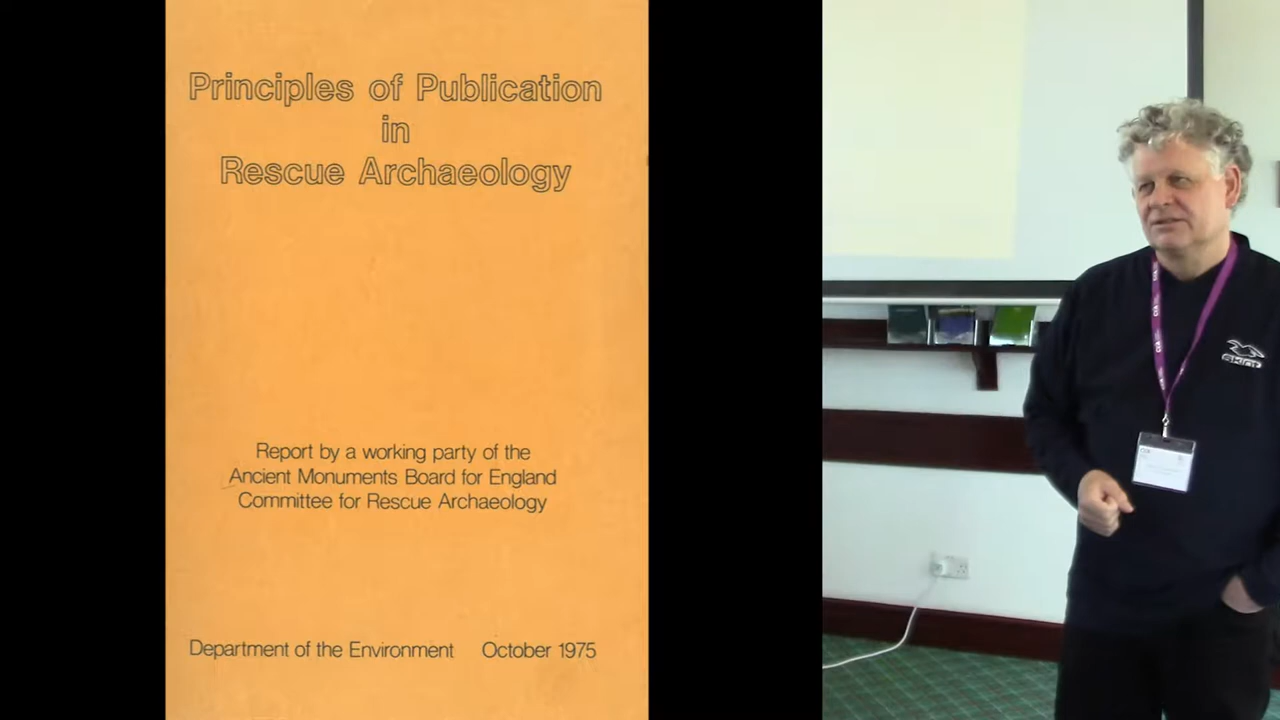 Principles of Publication
in
Rescue Archaeology
Report by a working party of the
Ancient Monuments Board for England
Committee for Rescue Archaeology
Department of the Environment October 1975